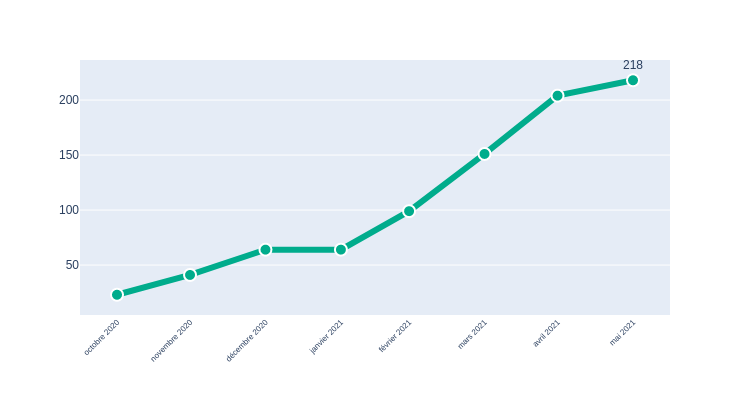 218
200
150
100
50
octobre 2020
novembre 2020
décembre 2020
janvier 2021
février 2021
mars 2021
avril 2021
mai 2021